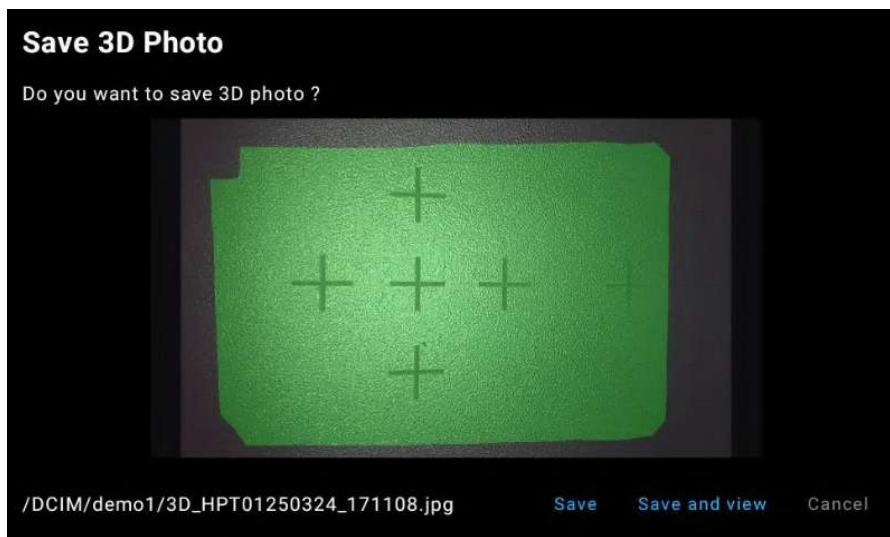 Save 3D Photo
Do you want to save 3D photo ?
/DCIM/demo1/3D_HPT01250324_171108.jpg Save Save and view Cancel